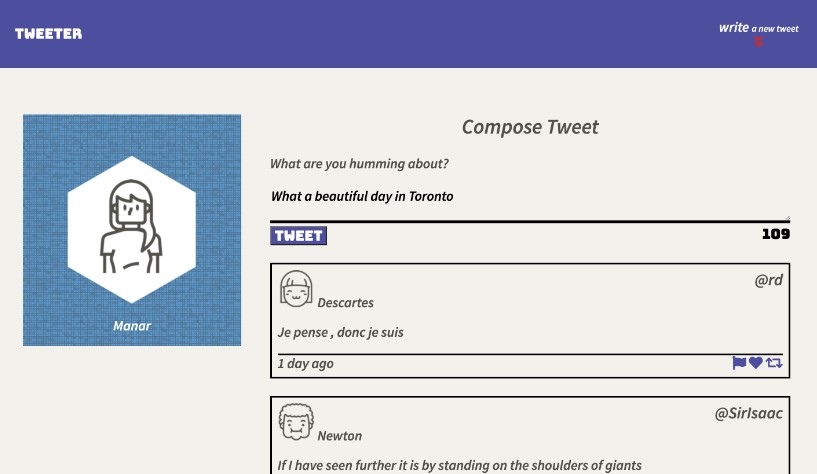 TWEETER
write a new tweet
Compose Tweet
What are you humming about?
What a beautiful day in Toronto
TWEET
109
Manar
@rd
Descartes
Je pense , donc je suis
1 day ago
@SirIsaac
Newton
If I have seen further it is by standing on the shoulders of giants